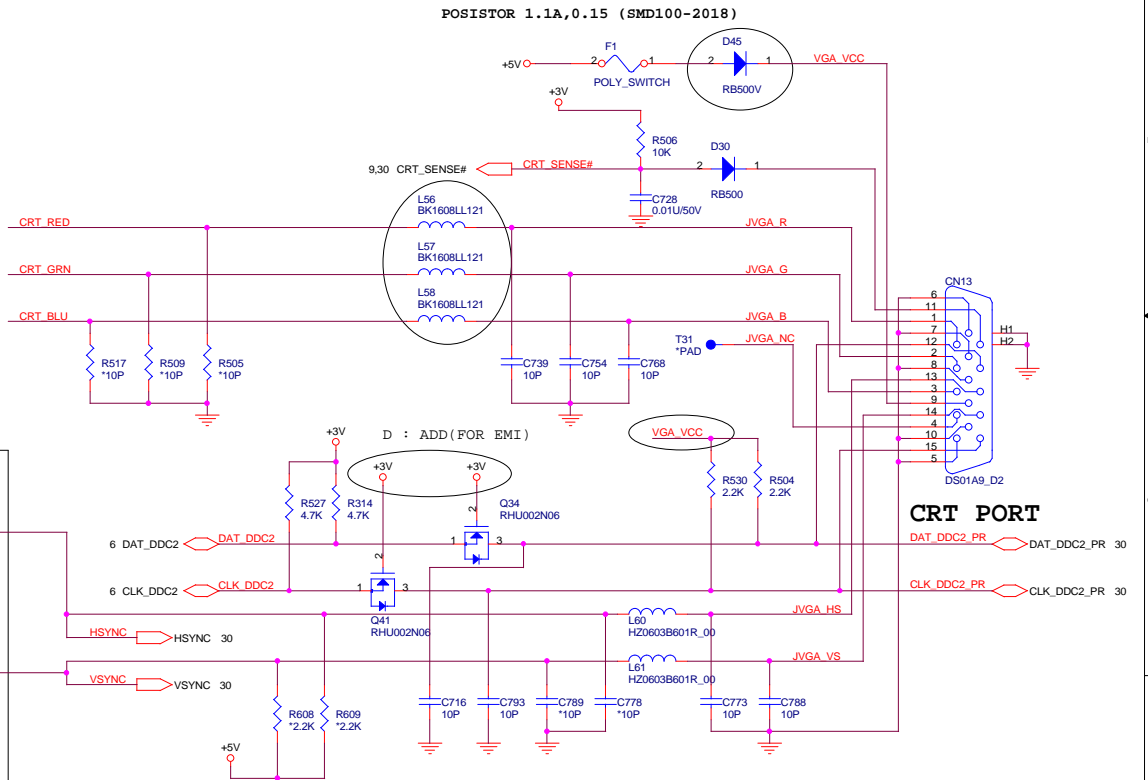 POSISTOR 1.1A,0.15 (SMD100-2018)
+5V
2
F1
1
POLY_SWITCH
2
D45
1
RB500V
VGA_VCC
+3V
R506
10K
9,30 CRT_SENSE#
CRT_SENSE#
2
D30
1
RB500
C728
0.01U/50V
L56
BK1608LL121
CRT_RED
JVGA_R
L57
BK1608LL121
CRT_GRN
JVGA_G
L58
BK1608LL121
CRT_BLU
JVGA_B
T31
*PAD
JVGA_NC
R517
*10P
R509
*10P
R505
*10P
C739
10P
C754
10P
C768
10P
CN13
6
11
1
7
12
2
8
13
3
9
14
4
10
15
5
H1
H2
DS01A9_D2
CRT PORT
+3V
D : ADD(FOR EMI)
+3V
+3V
VGA_VCC
R527
4.7K
R314
4.7K
2
Q34
RHU002N06
R530
2.2K
R504
2.2K
6 DAT_DDC2
DAT_DDC2
1
3
DAT_DDC2_PR
DAT_DDC2_PR 30
2
6 CLK_DDC2
CLK_DDC2
1
3
CLK_DDC2_PR
CLK_DDC2_PR 30
Q41
RHU002N06
HSYNC
HSYNC 30
L60
HZ0603B601R_00
JVGA_HS
VSYNC
VSYNC 30
L61
HZ0603B601R_00
JVGA_VS
R608
*2.2K
R609
*2.2K
C716
10P
C793
10P
C789
*10P
C778
*10P
C773
10P
C788
10P
+5V